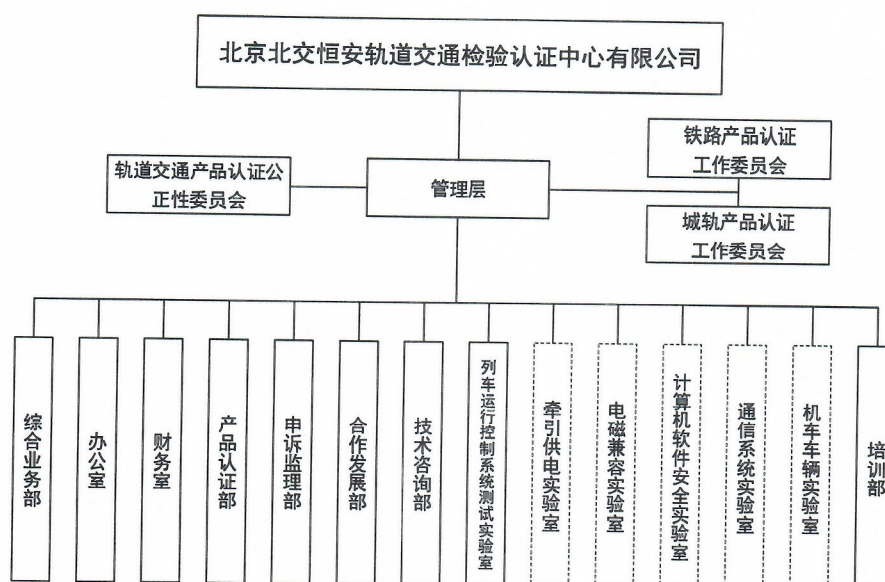 北京北交恒安轨道交通检验认证中心有限公司
铁路产品认证
工作委员会
轨道交通产品认证公
正性委员会
管理层
城轨产品认证
工作委员会
综合业务部
办公室
财务室
产品认证部
申诉监理部
合作发展部
技术咨询部
列车运行控制系统测试实验室
牵引供电实验室
电磁兼容实验室
计算机软件安全实验室
通信系统实验室
机车车辆实验室
培训部